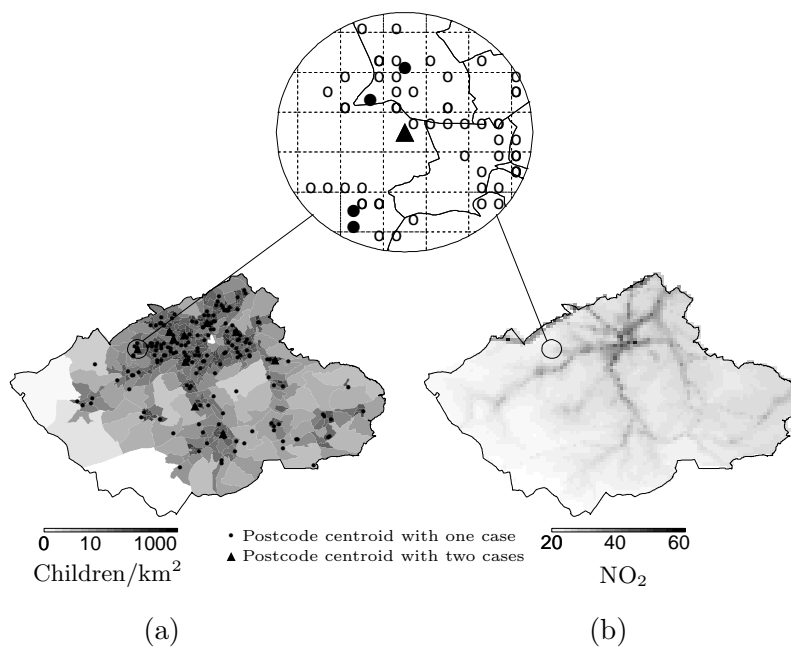 0 10 1000
Children/km²
• Postcode centroid with one case
▲ Postcode centroid with two cases
20 40 60
NO₂
(a)
(b)